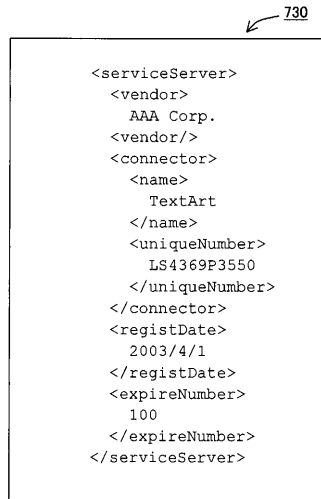 730
<serviceServer>
<vendor>
AAA Corp.
<vendor/>
<connector>
<name>
TextArt
</name>
<uniqueNumber>
LS4369P3550
</uniqueNumber>
</connector>
<registDate>
2003/4/1
</registDate>
<expireNumber>
100
</expireNumber>
</serviceServer>